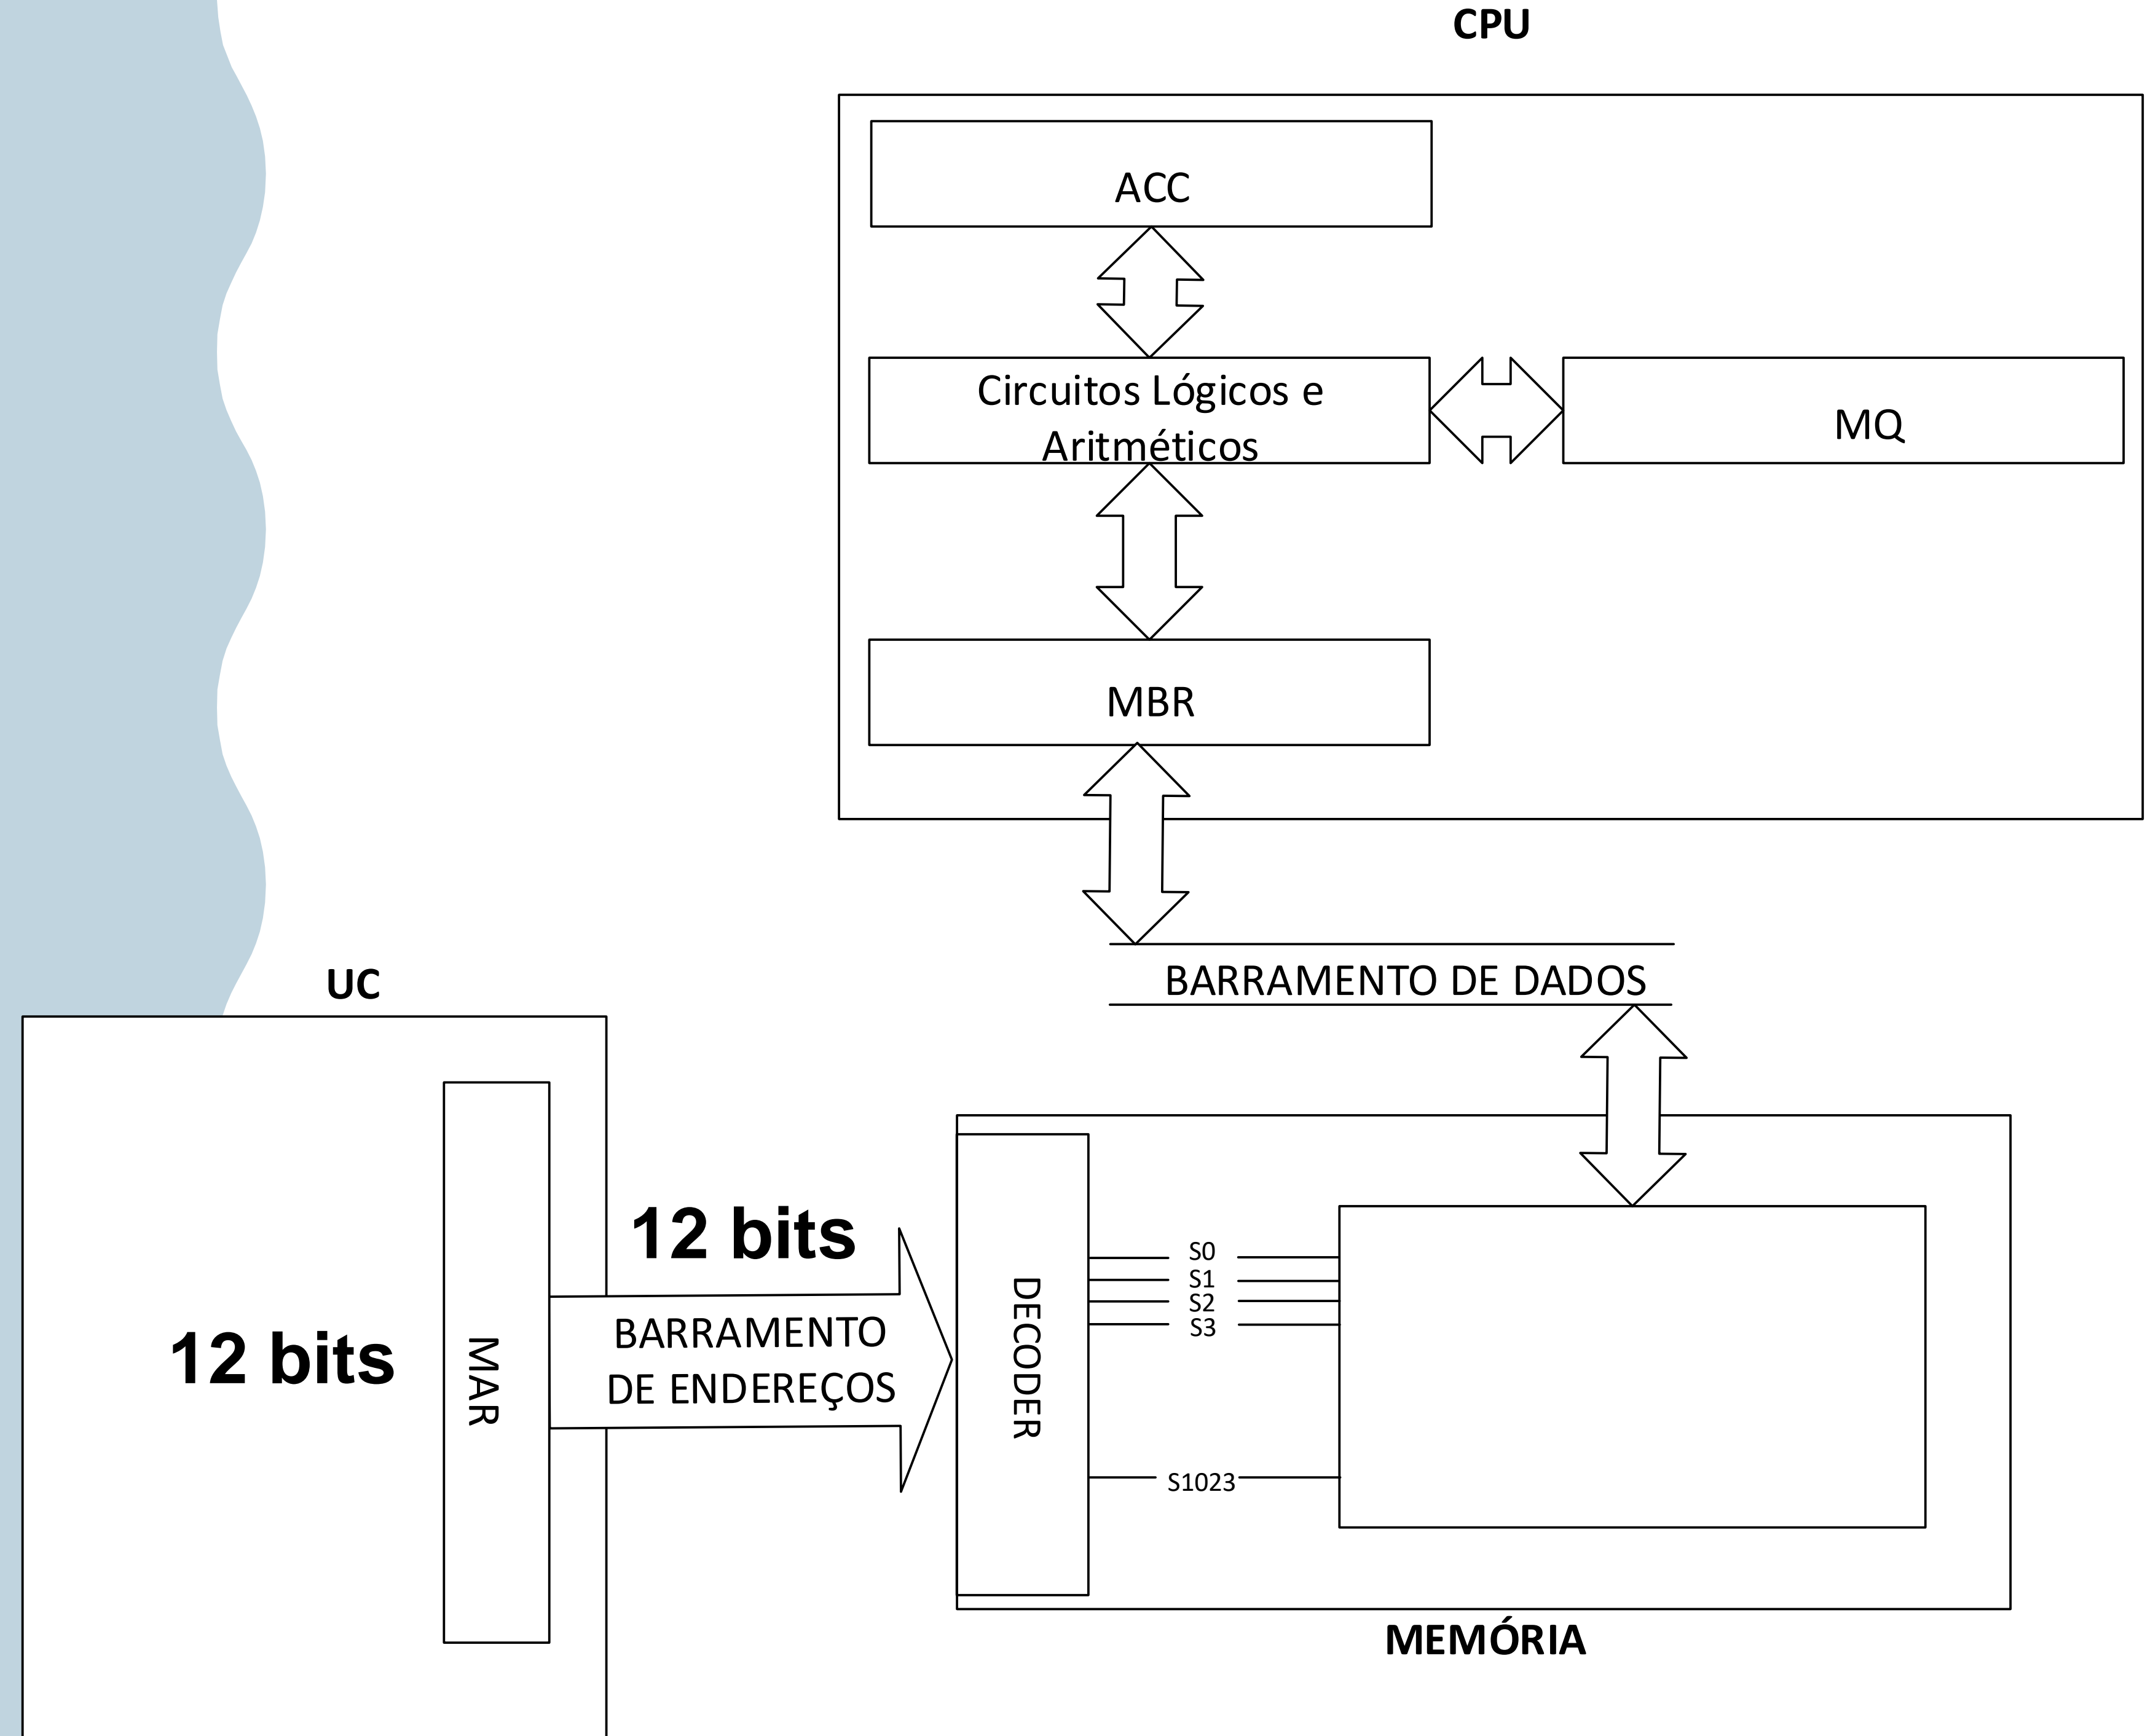 CPU
ACC
Circuitos Lógicos e
Aritméticos
MQ
MBR
BARRAMENTO DE DADOS
UC
MAR
12 bits
12 bits
BARRAMENTO
DE ENDEREÇOS
DECODER
S0
S1
S2
S3
S1023
MEMÓRIA